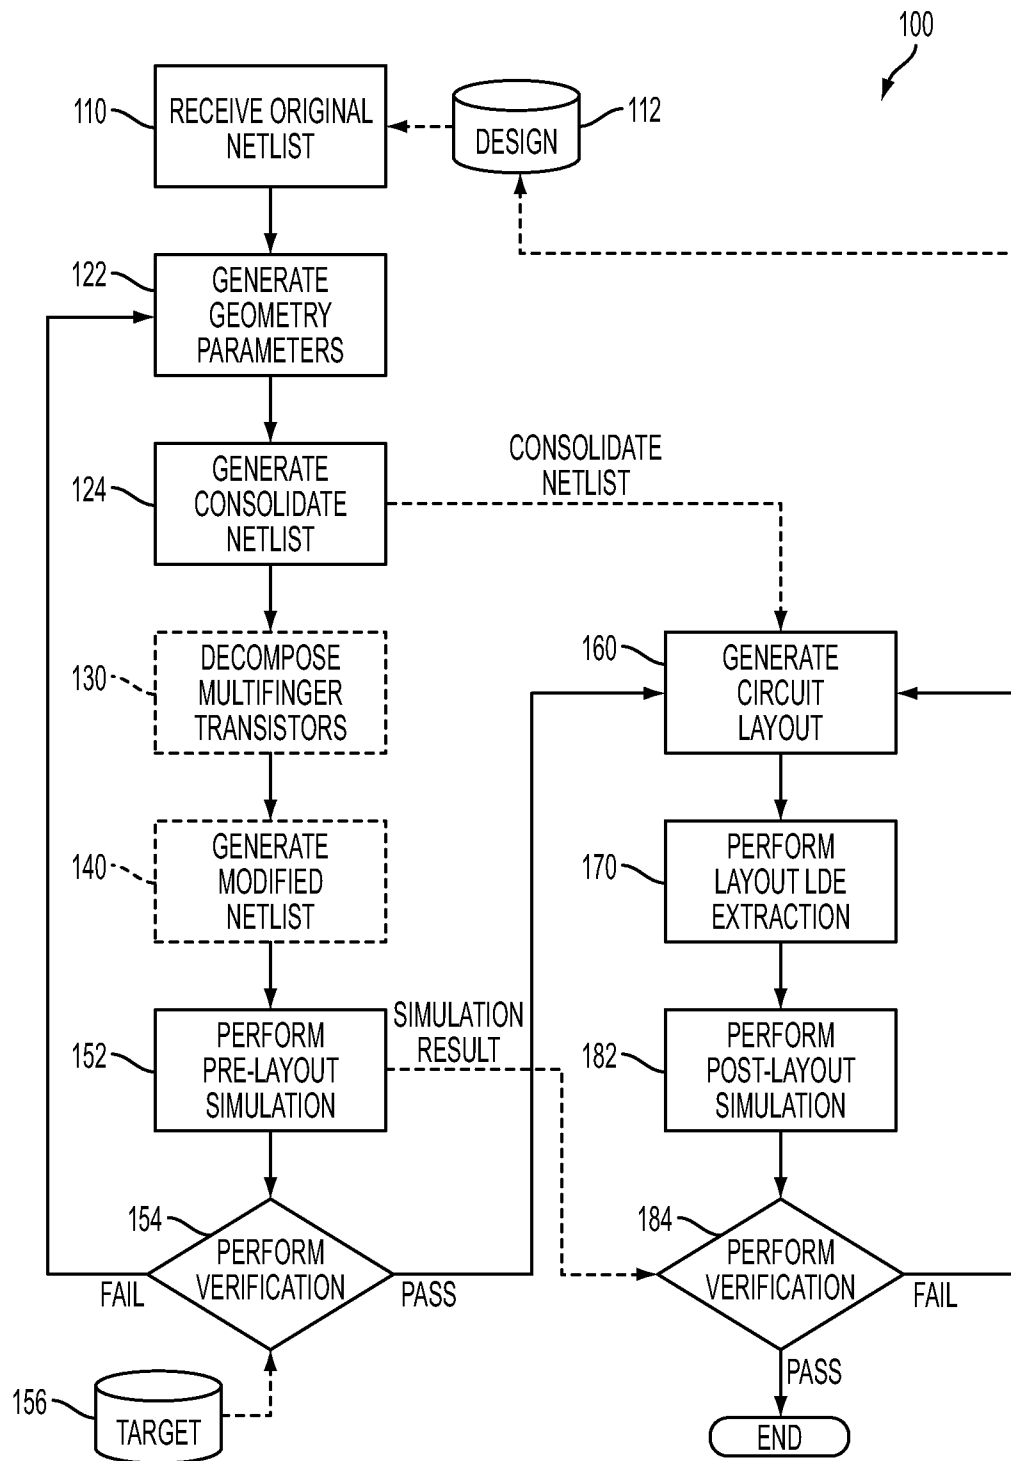 100
110
RECEIVE ORIGINAL
NETLIST
DESIGN
112
122
GENERATE
GEOMETRY
PARAMETERS
124
GENERATE
CONSOLIDATE
NETLIST
CONSOLIDATE
NETLIST
130
DECOMPOSE
MULTIFINGER
TRANSISTORS
160
GENERATE
CIRCUIT
LAYOUT
140
GENERATE
MODIFIED
NETLIST
170
PERFORM
LAYOUT LDE
EXTRACTION
152
PERFORM
PRE-LAYOUT
SIMULATION
SIMULATION
RESULT
182
PERFORM
POST-LAYOUT
SIMULATION
154
PERFORM
VERIFICATION
FAIL
PASS
184
PERFORM
VERIFICATION
FAIL
PASS
156
TARGET
END